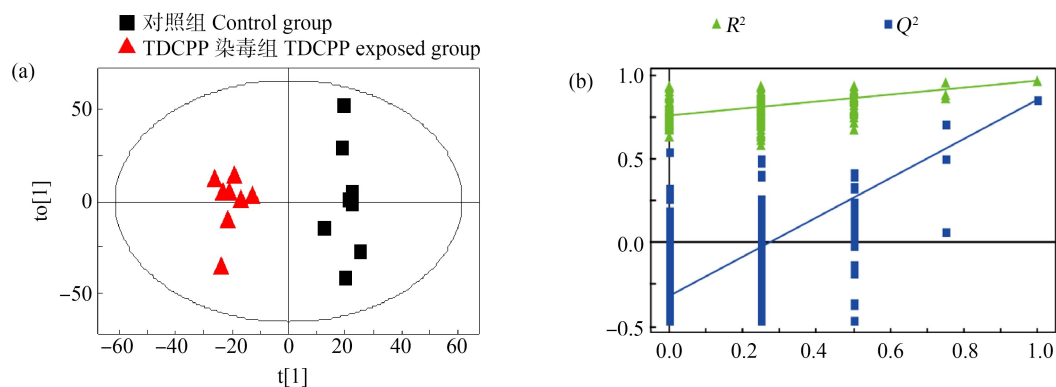 对照组 Control group
TDCPP 染毒组 TDCPP exposed group
(a)
50
0
−50
to[1]
−60 −40 −20 0 20 40 60
t[1]
R² Q²
(b)
1.0
0.5
0.0
−0.5
0.0 0.2 0.4 0.6 0.8 1.0